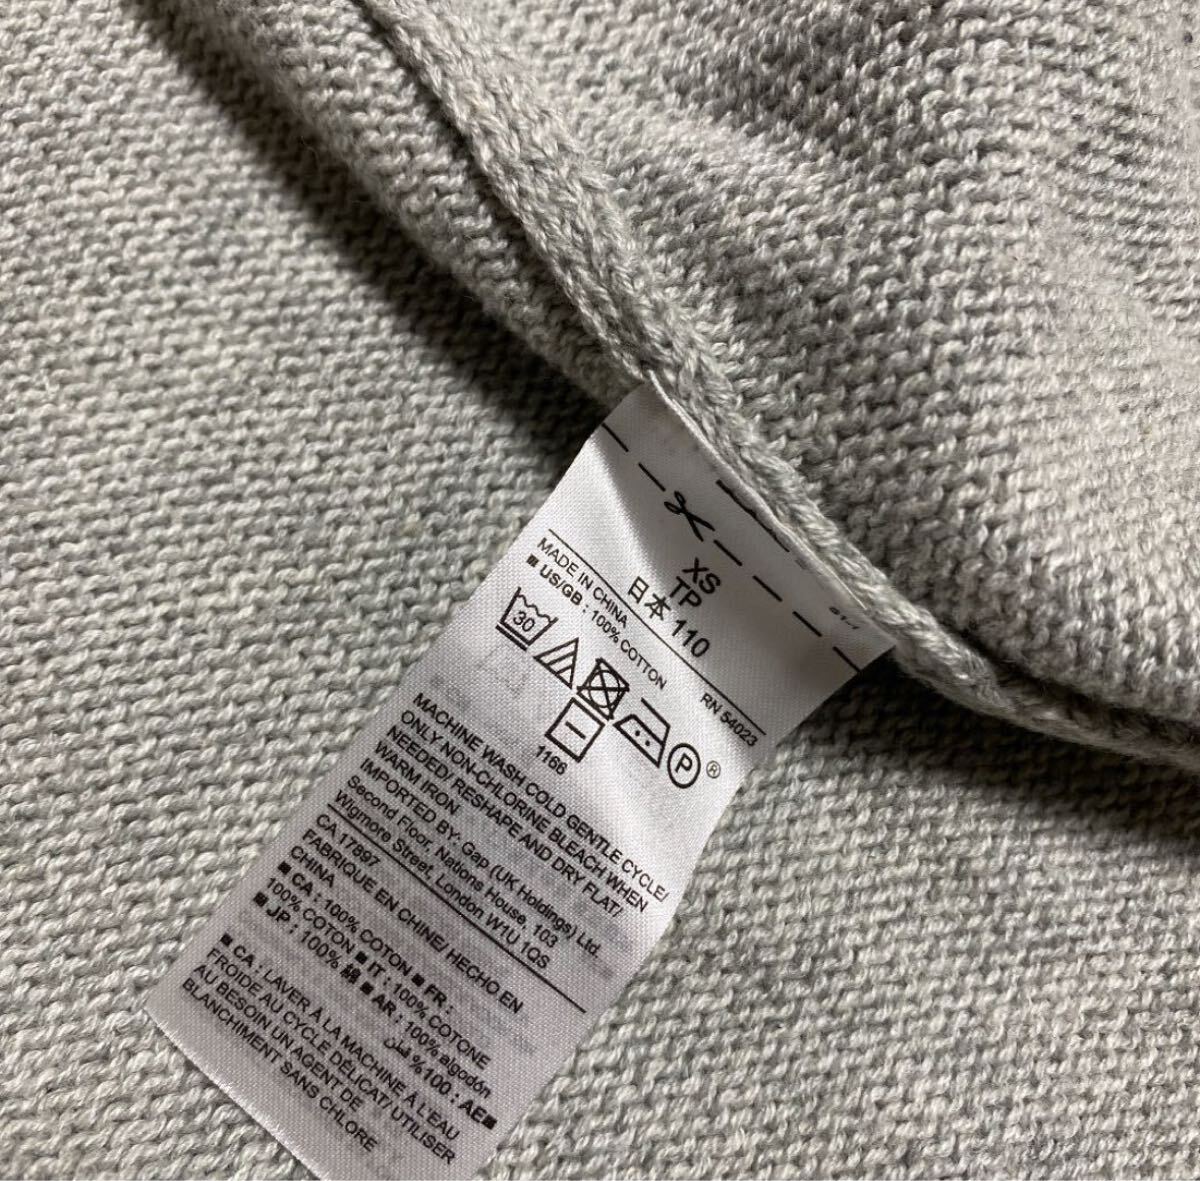 XS
TP
日本 110
MADE IN CHINA RN 54023
■ US/GB : 100% COTTON
30
P ®
1166
MACHINE WASH COLD GENTLE CYCLE/
ONLY NON-CHLORINE BLEACH WHEN
NEEDED/ RESHAPE AND DRY FLAT/
WARM IRON
IMPORTED BY: Gap (UK Holdings) Ltd.
Second Floor, Nations House, 103
Wigmore Street, London W1U 1QS
CA 17897
FABRIQUE EN CHINE/ HECHO EN
CHINA
■ CA : 100% COTON ■ FR :
100% COTON ■ IT : 100% COTONE
■ JP : 100% 綿 ■ AR : 100% algodón
■AE : 100% قطن
■ CA : LAVER À LA MACHINE À L'EAU
FROIDE AU CYCLE DÉLICAT/ UTILISER
AU BESOIN UN AGENT DE
BLANCHIMENT SANS CHLORE